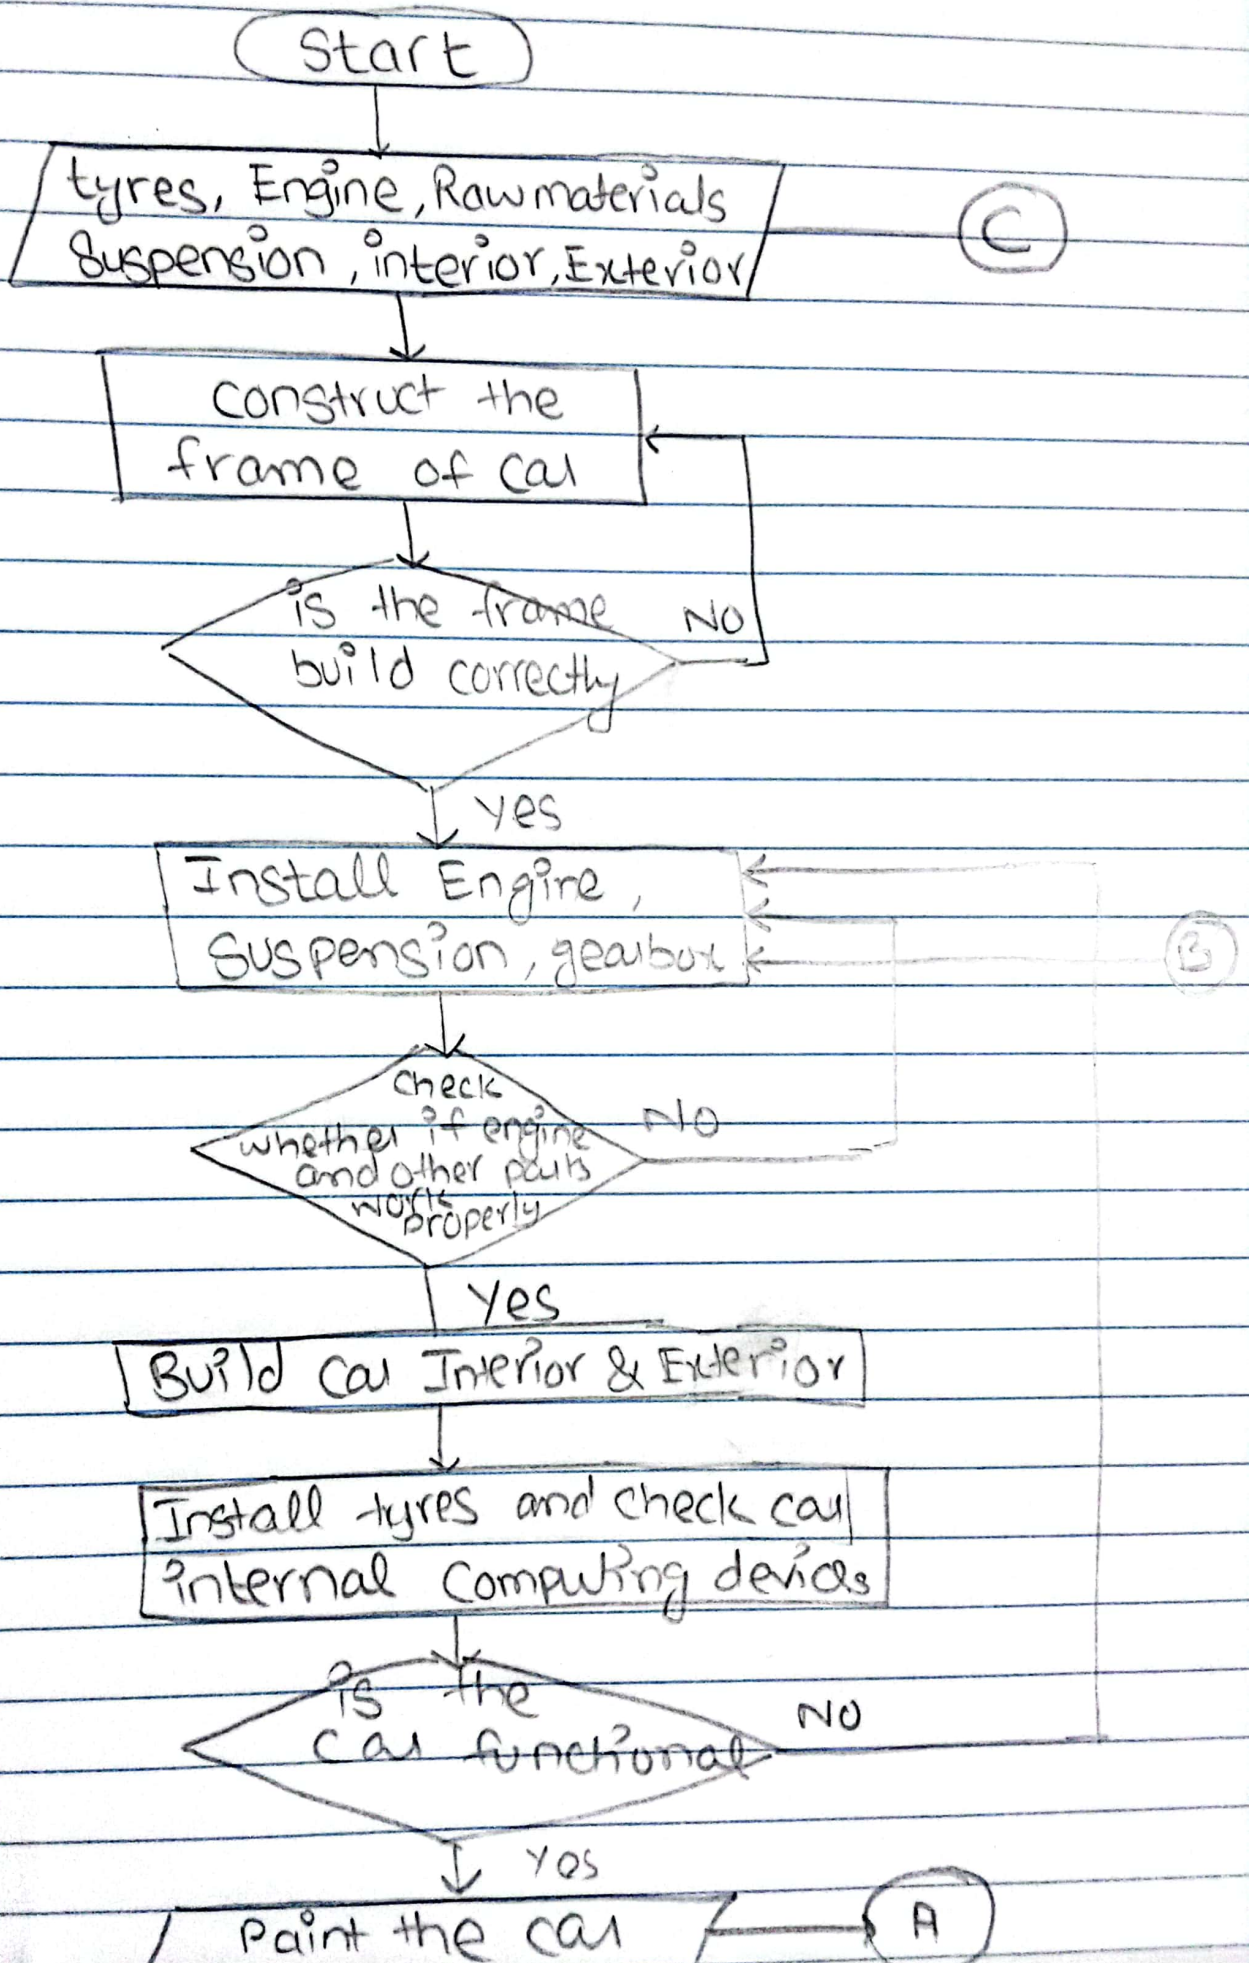 Start
tyres, Engine, Raw materials
Suspension, interior, Exterior
C
Construct the
frame of car
is the frame
build correctly
NO
yes
Install Engine,
Suspension, gearbox
B
Check
whether if engine
and other parts
works
properly
NO
Yes
Build car Interior & Exterior
Install tyres and check car
internal computing devices
is the
car functional
NO
yes
Paint the car
A